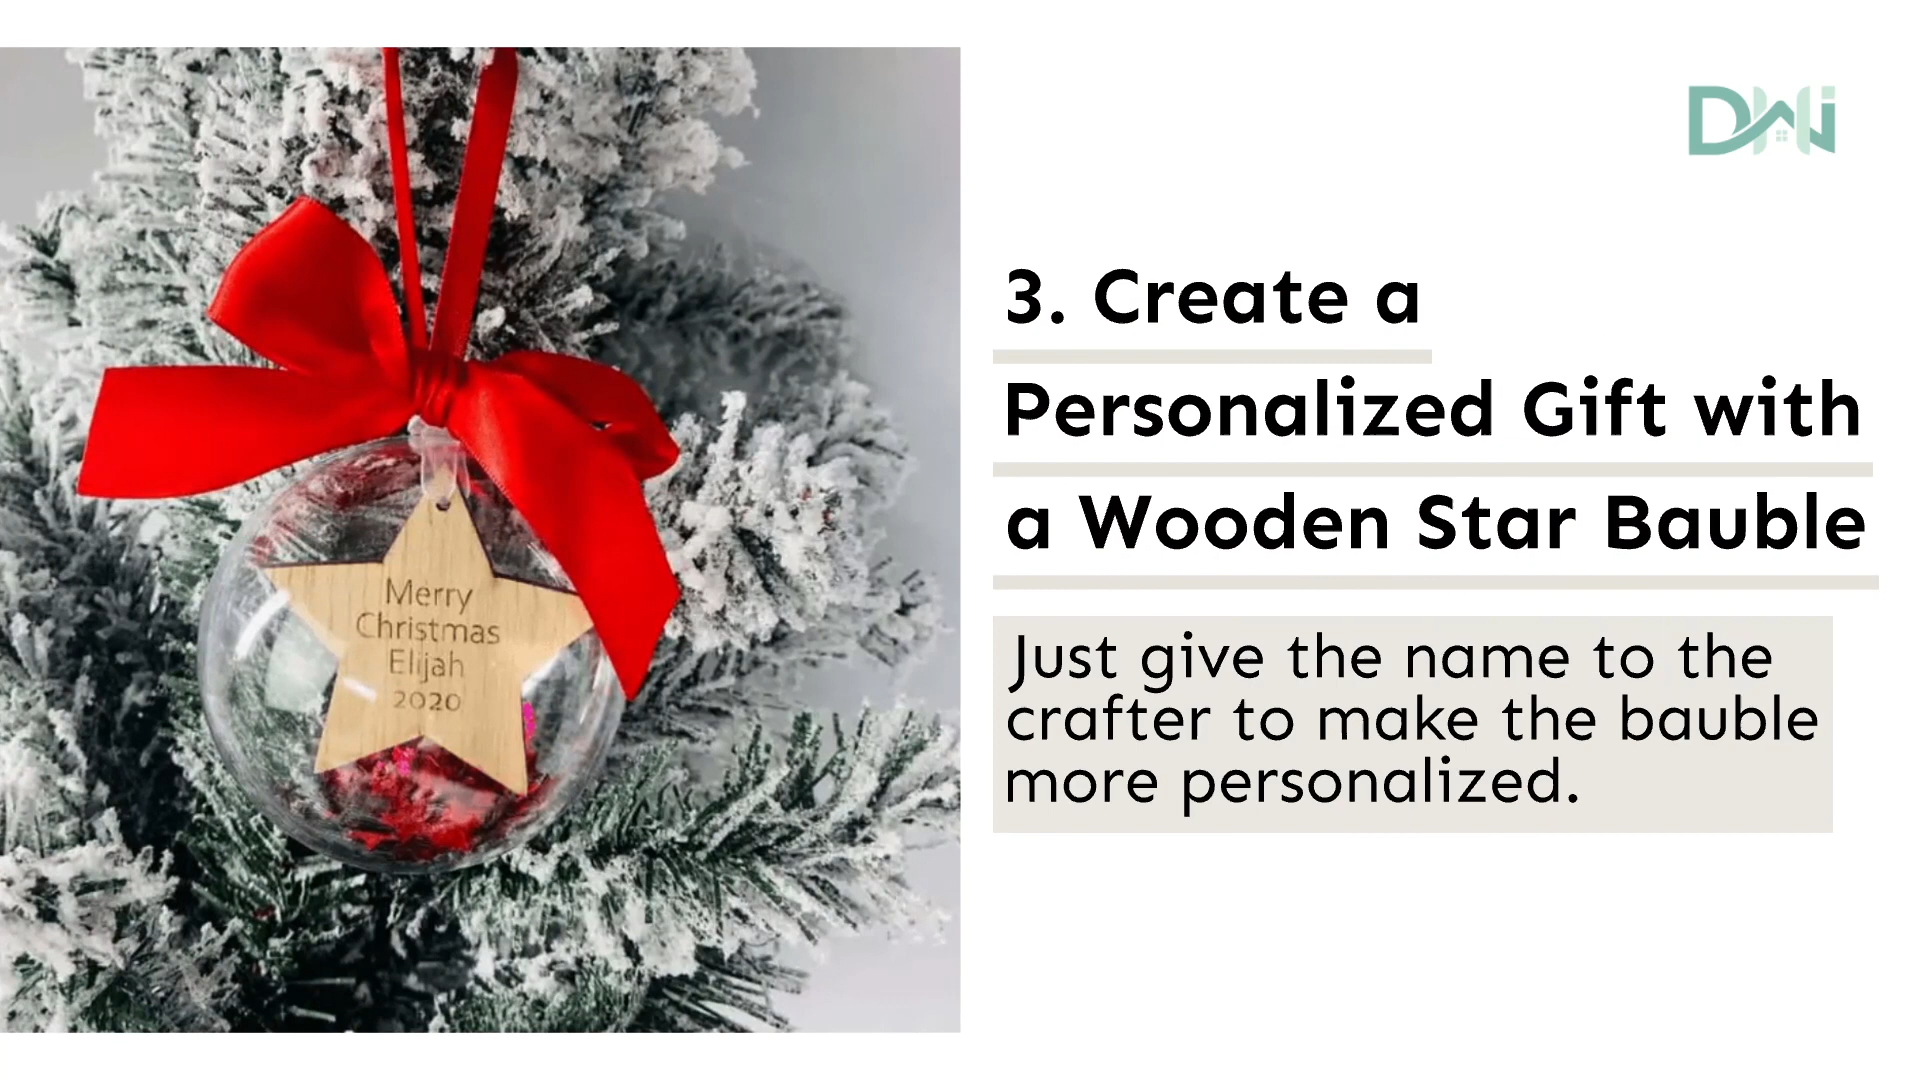 DHI
3. Create a
Personalized Gift with
a Wooden Star Bauble
Just give the name to the
crafter to make the bauble
more personalized.
Merry
Christmas
Elijah
2020